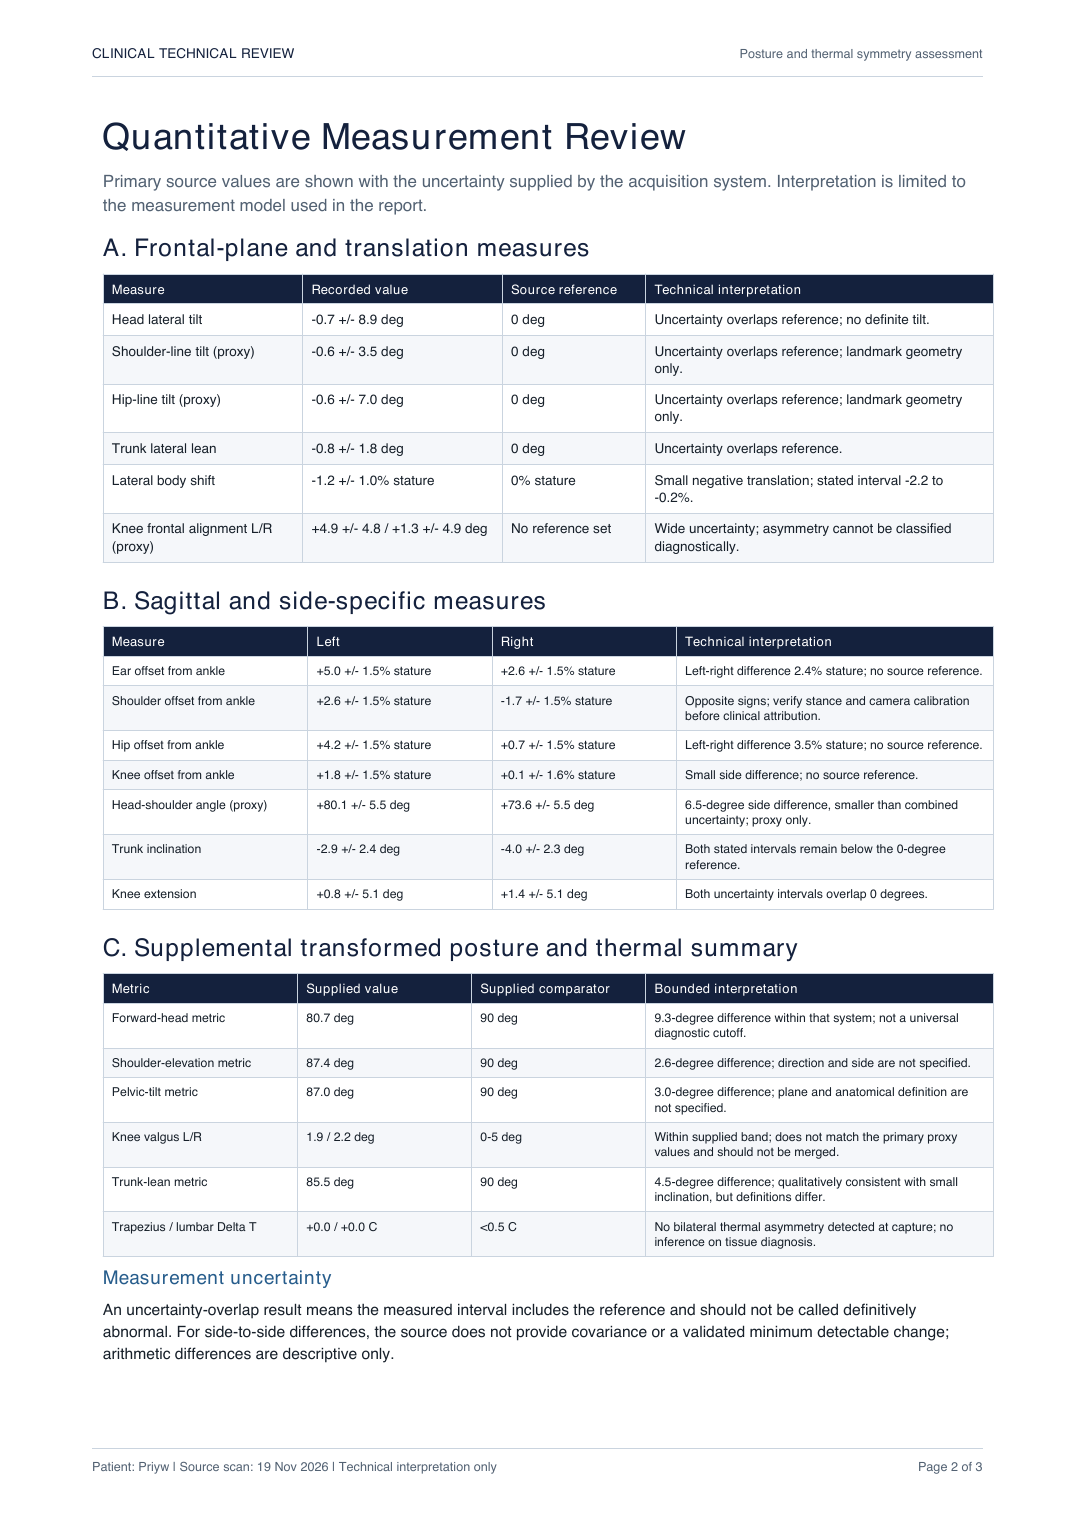 CLINICAL TECHNICAL REVIEW
Posture and thermal symmetry assessment
Quantitative Measurement Review
Primary source values are shown with the uncertainty supplied by the acquisition system. Interpretation is limited to
the measurement model used in the report.
A. Frontal-plane and translation measures
Measure Recorded value Source reference Technical interpretation
Head lateral tilt -0.7 +/- 8.9 deg 0 deg Uncertainty overlaps reference; no definite tilt.
Shoulder-line tilt (proxy) -0.6 +/- 3.5 deg 0 deg Uncertainty overlaps reference; landmark geometry
only.
Hip-line tilt (proxy) -0.6 +/- 7.0 deg 0 deg Uncertainty overlaps reference; landmark geometry
only.
Trunk lateral lean -0.8 +/- 1.8 deg 0 deg Uncertainty overlaps reference.
Lateral body shift -1.2 +/- 1.0% stature 0% stature Small negative translation; stated interval -2.2 to
-0.2%.
Knee frontal alignment L/R +4.9 +/- 4.8 / +1.3 +/- 4.9 deg No reference set Wide uncertainty; asymmetry cannot be classified
(proxy) diagnostically.
B. Sagittal and side-specific measures
Measure Left Right Technical interpretation
Ear offset from ankle +5.0 +/- 1.5% stature +2.6 +/- 1.5% stature Left-right difference 2.4% stature; no source reference.
Shoulder offset from ankle +2.6 +/- 1.5% stature -1.7 +/- 1.5% stature Opposite signs; verify stance and camera calibration
before clinical attribution.
Hip offset from ankle +4.2 +/- 1.5% stature +0.7 +/- 1.5% stature Left-right difference 3.5% stature; no source reference.
Knee offset from ankle +1.8 +/- 1.5% stature +0.1 +/- 1.6% stature Small side difference; no source reference.
Head-shoulder angle (proxy) +80.1 +/- 5.5 deg +73.6 +/- 5.5 deg 6.5-degree side difference, smaller than combined
uncertainty; proxy only.
Trunk inclination -2.9 +/- 2.4 deg -4.0 +/- 2.3 deg Both stated intervals remain below the 0-degree
reference.
Knee extension +0.8 +/- 5.1 deg +1.4 +/- 5.1 deg Both uncertainty intervals overlap 0 degrees.
C. Supplemental transformed posture and thermal summary
Metric Supplied value Supplied comparator Bounded interpretation
Forward-head metric 80.7 deg 90 deg 9.3-degree difference within that system; not a universal
diagnostic cutoff.
Shoulder-elevation metric 87.4 deg 90 deg 2.6-degree difference; direction and side are not specified.
Pelvic-tilt metric 87.0 deg 90 deg 3.0-degree difference; plane and anatomical definition are
not specified.
Knee valgus L/R 1.9 / 2.2 deg 0-5 deg Within supplied band; does not match the primary proxy
values and should not be merged.
Trunk-lean metric 85.5 deg 90 deg 4.5-degree difference; qualitatively consistent with small
inclination, but definitions differ.
Trapezius / lumbar Delta T +0.0 / +0.0 C <0.5 C No bilateral thermal asymmetry detected at capture; no
inference on tissue diagnosis.
Measurement uncertainty
An uncertainty-overlap result means the measured interval includes the reference and should not be called definitively
abnormal. For side-to-side differences, the source does not provide covariance or a validated minimum detectable change;
arithmetic differences are descriptive only.
Patient: Priyw | Source scan: 19 Nov 2026 | Technical interpretation only
Page 2 of 3